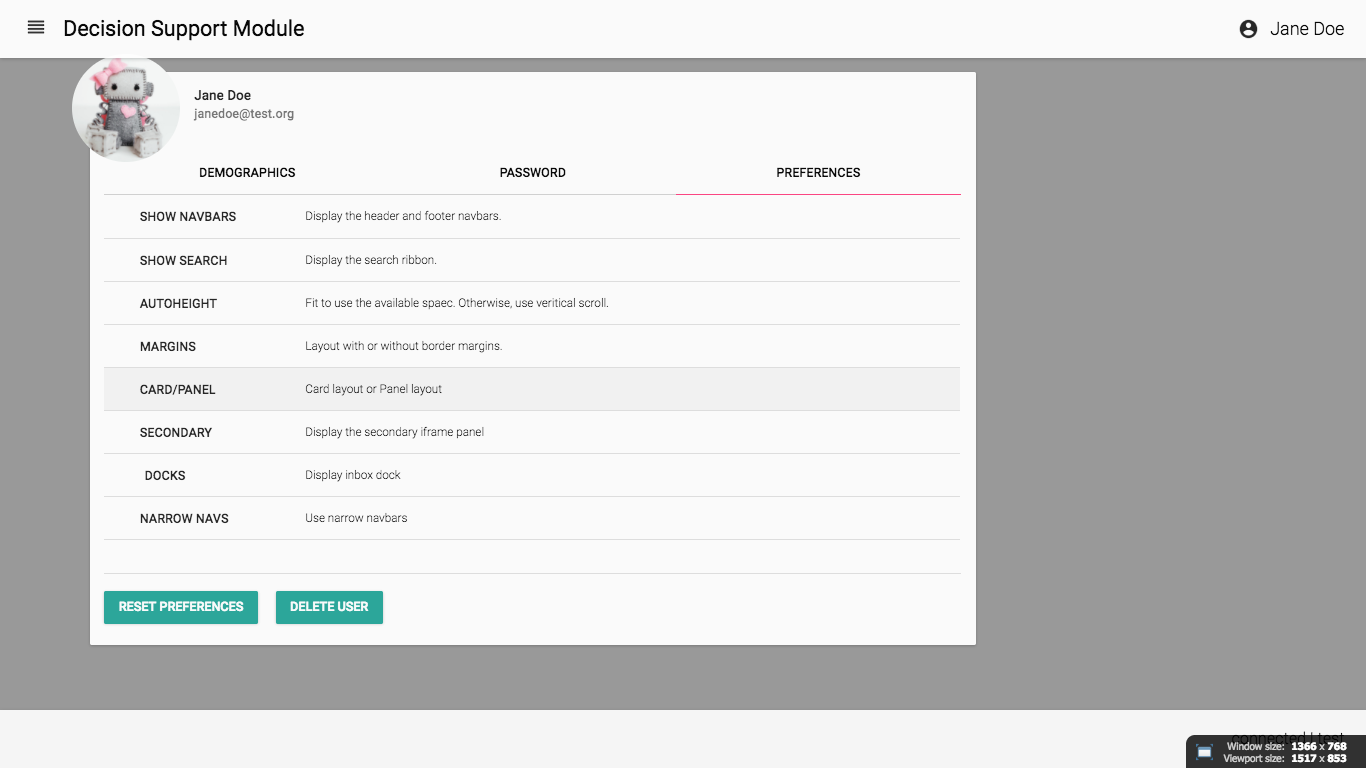 Decision Support Module
Jane Doe
Jane Doe
janedoe@test.org
DEMOGRAPHICS PASSWORD PREFERENCES
SHOW NAVBARS Display the header and footer navbars.
SHOW SEARCH Display the search ribbon.
AUTOHEIGHT Fit to use the available spaec. Otherwise, use veritical scroll.
MARGINS Layout with or without border margins.
CARD/PANEL Card layout or Panel layout
SECONDARY Display the secondary iframe panel
DOCKS Display inbox dock
NARROW NAVS Use narrow navbars
RESET PREFERENCES DELETE USER
connected | test
Window size: 1366 x 768
Viewport size: 1517 x 853